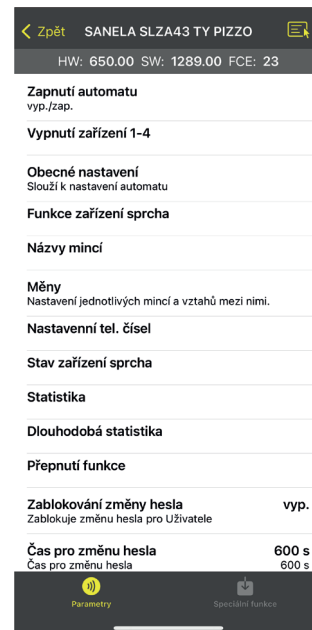 Zpět SANELA SLZA43 TY PIZZO
HW: 650.00 SW: 1289.00 FCE: 23
Zapnutí automatu
vyp./zap.
Vypnutí zařízení 1-4
Obecné nastavení
Slouží k nastavení automatu
Funkce zařízení sprcha
Názvy mincí
Měny
Nastavení jednotlivých mincí a vztahů mezi nimi.
Nastavenní tel. čísel
Stav zařízení sprcha
Statistika
Dlouhodobá statistika
Přepnutí funkce
Zablokování změny hesla vyp.
Zablokuje změnu hesla pro Uživatele
Čas pro změnu hesla 600 s
Čas pro změnu hesla 600 s
Parametry Speciální funkce